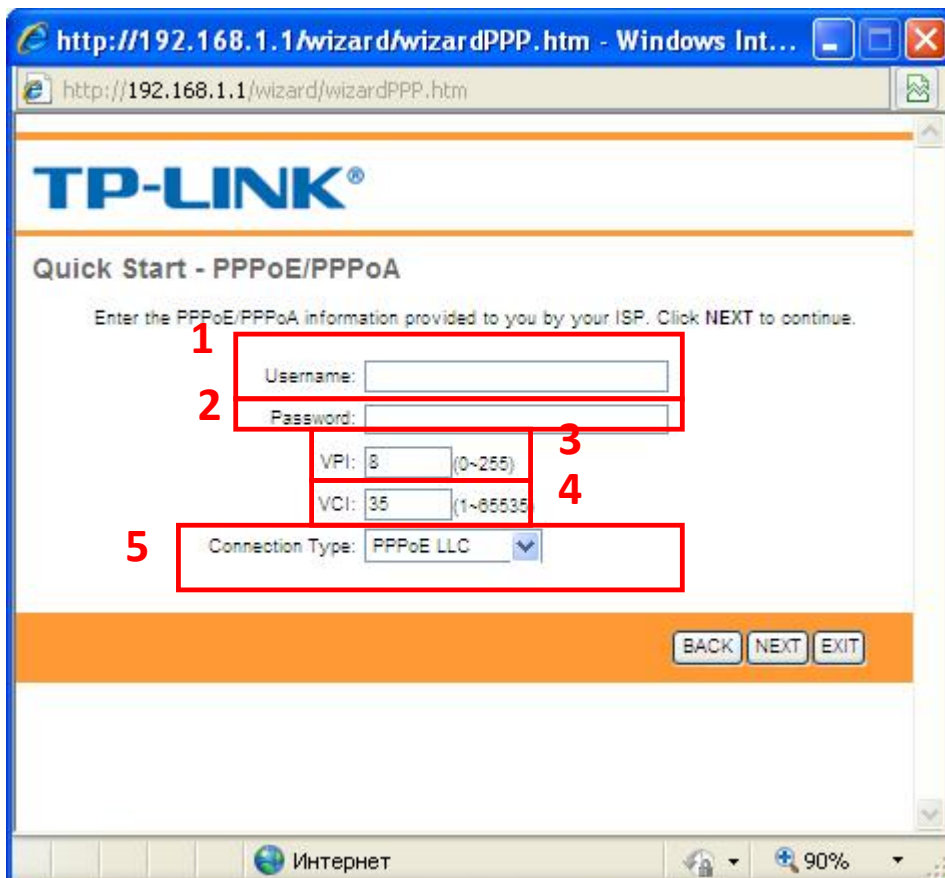 http://192.168.1.1/wizard/wizardPPP.htm - Windows Int...
http://192.168.1.1/wizard/wizardPPP.htm
TP-LINK®
Quick Start - PPPoE/PPPoA
Enter the PPPoE/PPPoA information provided to you by your ISP. Click NEXT to continue.
1
Username:
2
Password:
3
VPI: 8 (0~255)
4
VCI: 35 (1~65535)
5
Connection Type: PPPoE LLC
BACK NEXT EXIT
Интернет 90%